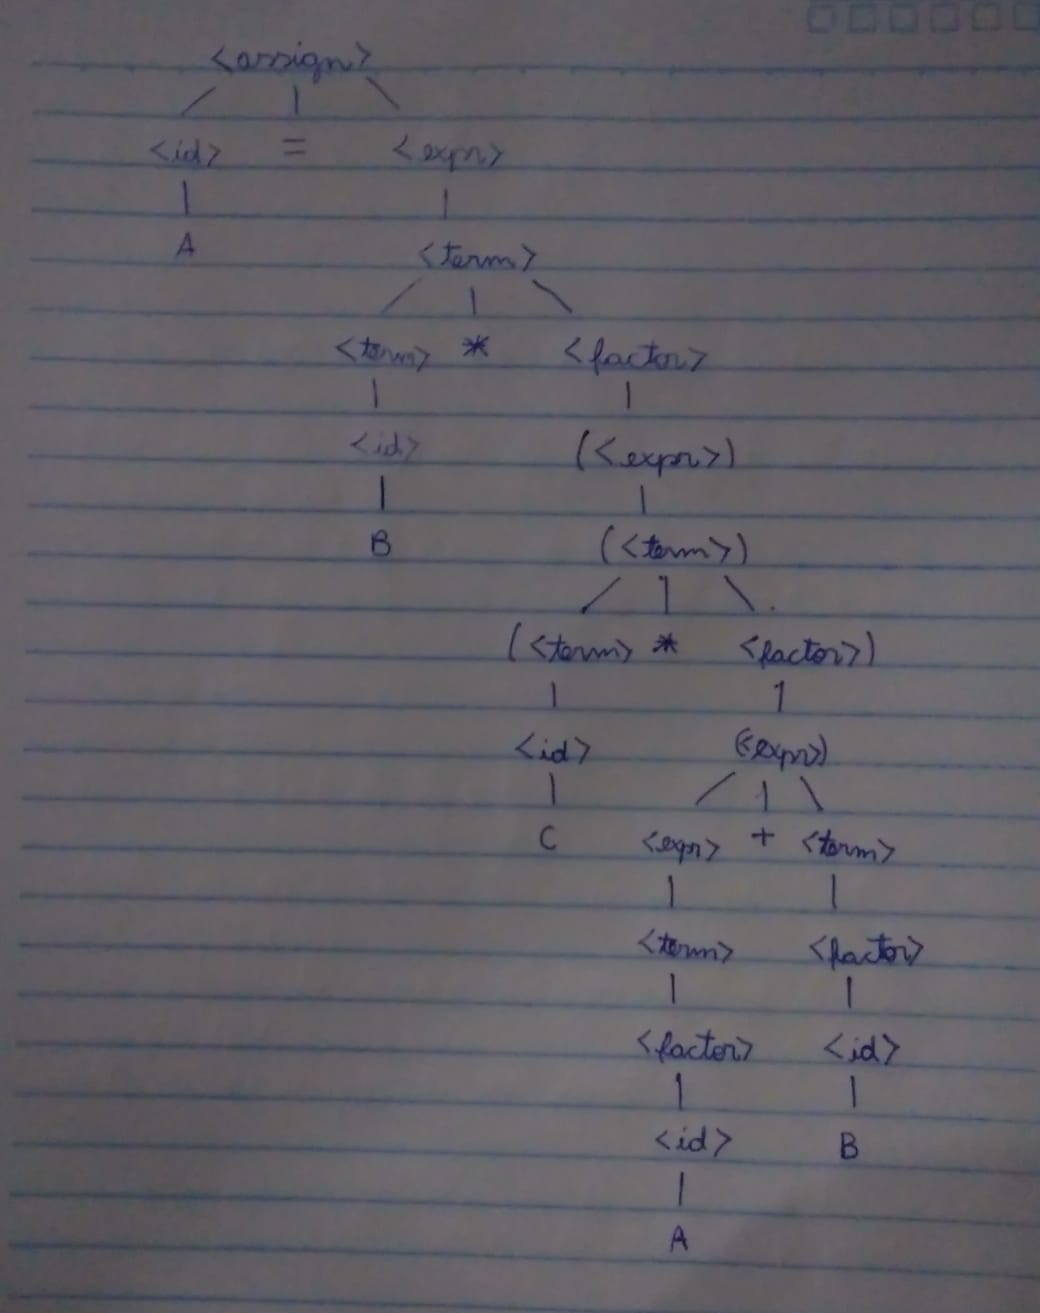 <assign>
<id> = <expr>
A
<term>
<term> * <factor>
<id> (<expr>)
B (<term>)
(<term> * <factor>)
<id> (<expr>)
C <expr> + <term>
<term> <factor>
<factor> <id>
<id> B
A